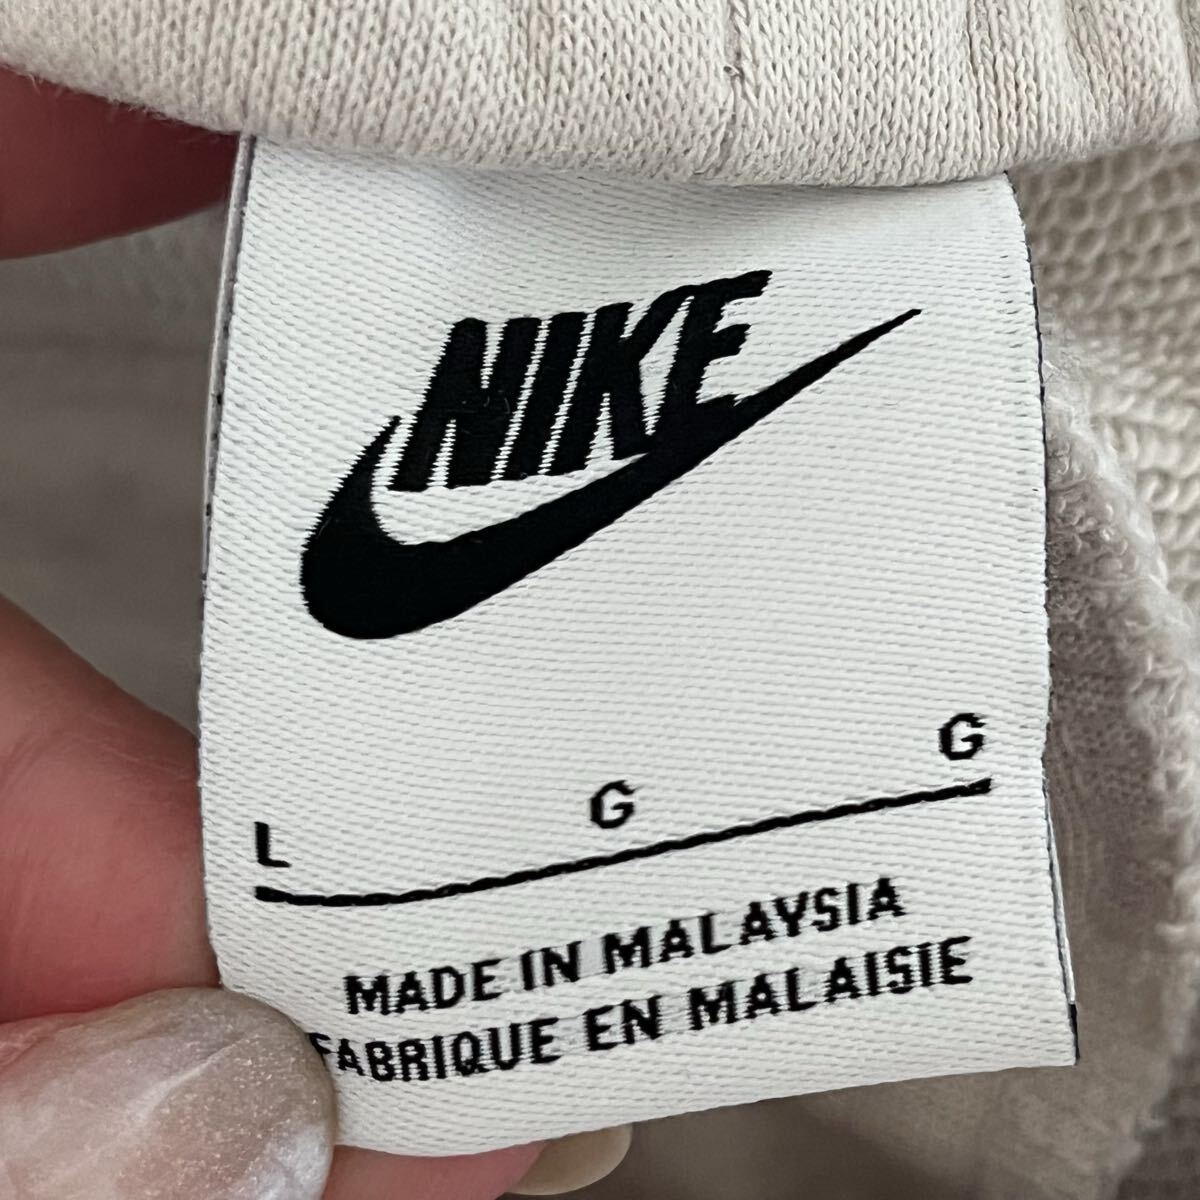 NIKE
L G G
MADE IN MALAYSIA
FABRIQUE EN MALAISIE